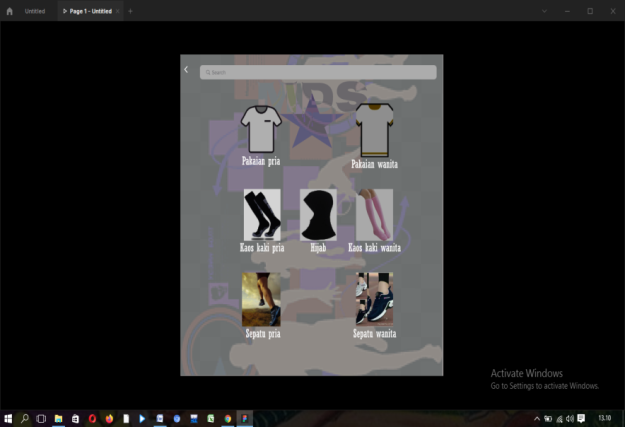 Untitled
Page 1 - Untitled
Search
DS
Pakaian pria
Pakaian wanita
Kaos kaki pria
Hijab
Kaos kaki wanita
Sepatu pria
Sepatu wanita
Activate Windows
Go to Settings to activate Windows.
13.10